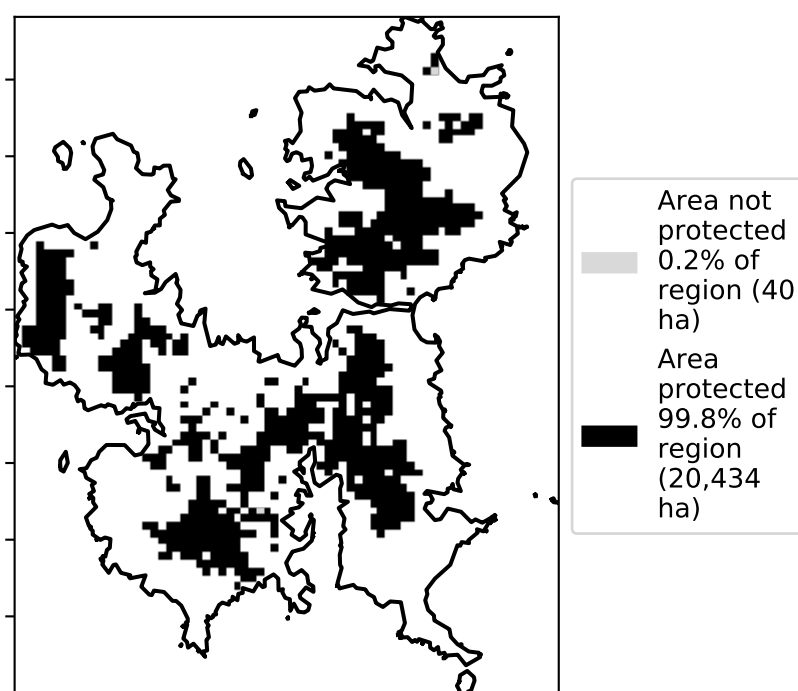 Area not
protected
0.2% of
region (40
ha)
Area
protected
99.8% of
region
(20,434
ha)